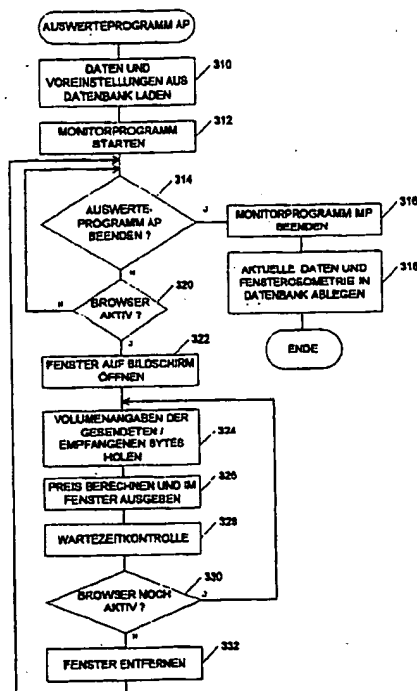 AUSWERTEPROGRAMM AP
310
DATEN UND
VOREINSTELLUNGEN AUS
DATENBANK LADEN
312
MONITORPROGRAMM
STARTEN
314
AUSWERTE-
PROGRAMM AP
BEENDEN ?
J
N
316
MONITORPROGRAMM MP
BEENDEN
318
AKTUELLE DATEN UND
FENSTERGEOMETRIE IN
DATENBANK ABLEGEN
ENDE
320
BROWSER
AKTIV ?
N
J
322
FENSTER AUF BILDSCHIRM
ÖFFNEN
324
VOLUMENANGABEN DER
GESENDETEN /
EMPFANGENEN BYTES
HOLEN
326
PREIS BERECHNEN UND IM
FENSTER AUSGEBEN
328
WARTEZEITKONTROLLE
330
BROWSER NOCH
AKTIV ?
J
N
332
FENSTER ENTFERNEN